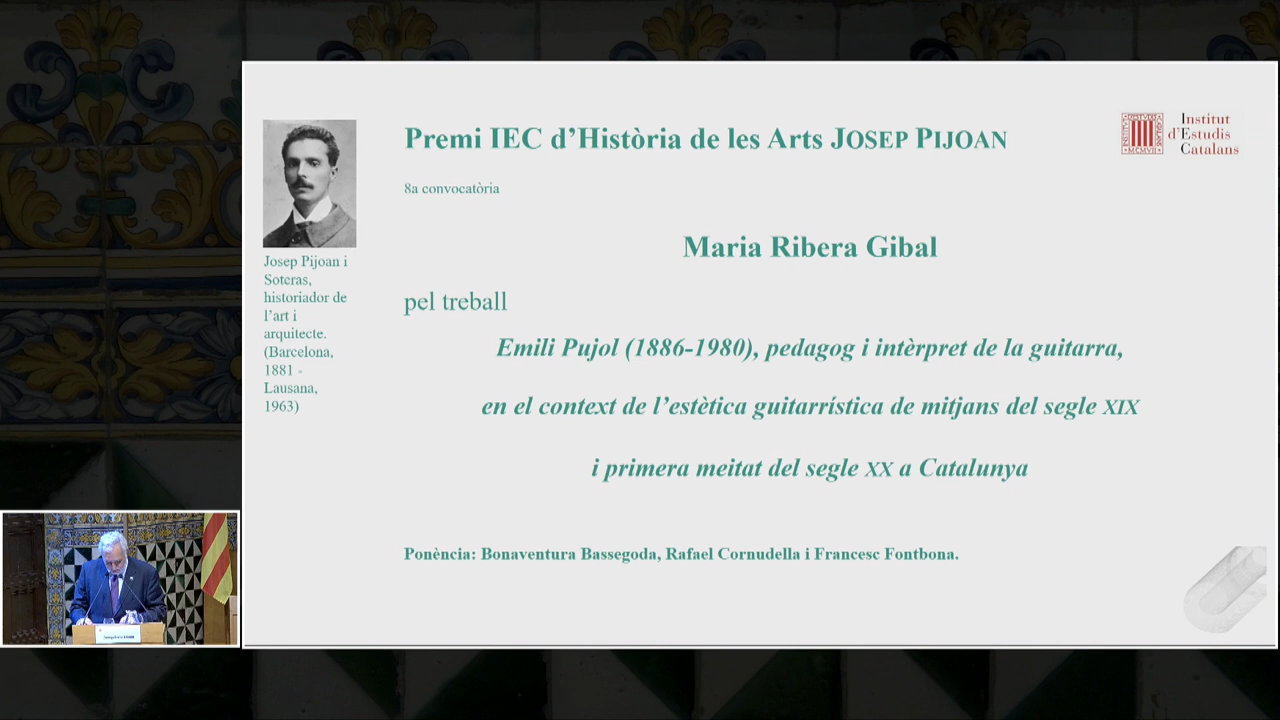 Premi IEC d’Història de les Arts JOSEP PIJOAN
Institut
d’Estudis
Catalans
8a convocatòria
Maria Ribera Gibal
Josep Pijoan i
Soteras,
historiador de
l’art i
arquitecte.
(Barcelona,
1881 -
Lausana,
1963)
pel treball
Emili Pujol (1886-1980), pedagog i intèrpret de la guitarra,
en el context de l’estètica guitarrística de mitjans del segle XIX
i primera meitat del segle XX a Catalunya
Ponència: Bonaventura Bassegoda, Rafael Cornudella i Francesc Fontbona.